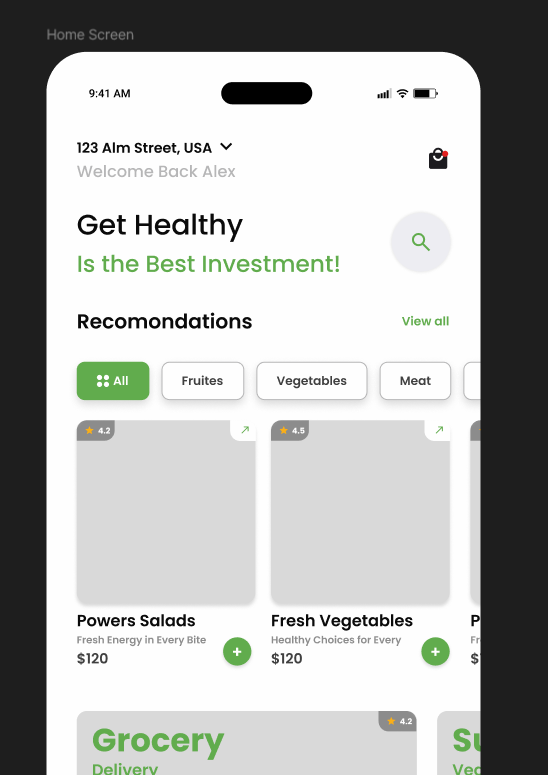 Home Screen
9:41 AM
123 Alm Street, USA
Welcome Back Alex
Get Healthy
Is the Best Investment!
Recomondations View all
All Fruites Vegetables Meat
4.2 4.5
Powers Salads Fresh Vegetables P
Fresh Energy in Every Bite Healthy Choices for Every Fr
$120 $120 $
4.2
Grocery Su
Delivery Veg